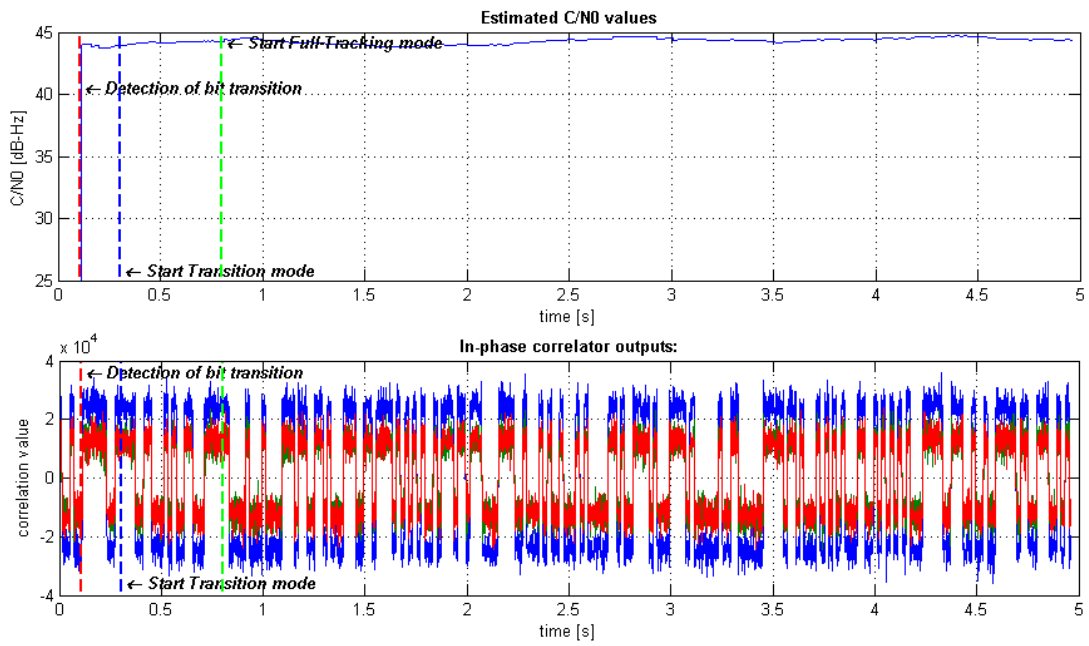 Estimated C/N0 values
45
40
35
30
25
C/N0 [dB-Hz]
← Start Full-Tracking mode
← Detection of bit transition
← Start Transition mode
0 0.5 1 1.5 2 2.5 3 3.5 4 4.5 5
time [s]
In-phase correlator outputs:
x 10^4
4
2
0
-2
-4
correlation value
← Detection of bit transition
← Start Transition mode
0 0.5 1 1.5 2 2.5 3 3.5 4 4.5 5
time [s]